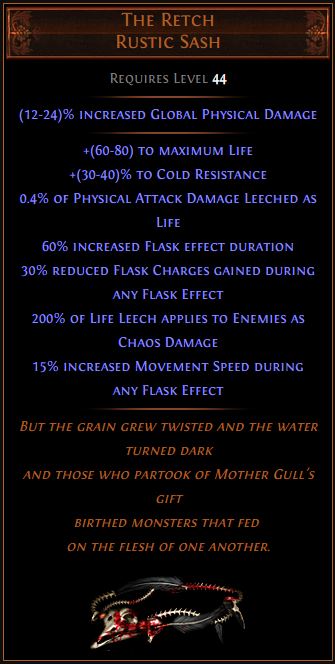 The Retch
Rustic Sash
Requires Level 44
(12-24)% increased Global Physical Damage
+(60-80) to maximum Life
+(30-40)% to Cold Resistance
0.4% of Physical Attack Damage Leeched as
Life
60% increased Flask effect duration
30% reduced Flask Charges gained during
any Flask Effect
200% of Life Leech applies to Enemies as
Chaos Damage
15% increased Movement Speed during
any Flask Effect
But the grain grew twisted and the water
turned dark
and those who partook of Mother Gull's
gift
birthed monsters that fed
on the flesh of one another.